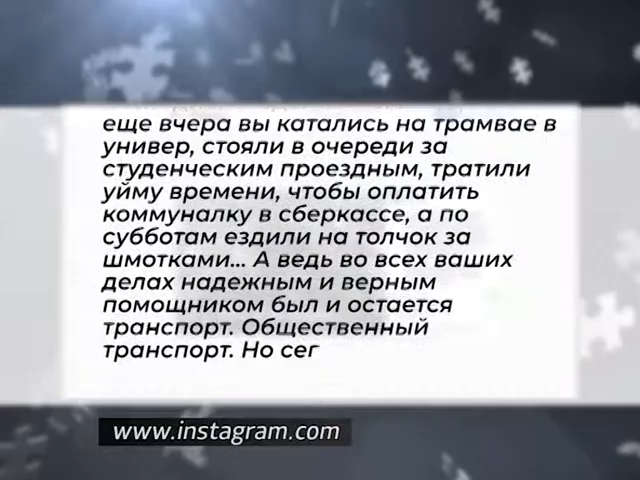 еще вчера вы катались на трамвае в
универ, стояли в очереди за
студенческим проездным, тратили
уйму времени, чтобы оплатить
коммуналку в сберкассе, а по
субботам ездили на толчок за
шмотками... А ведь во всех ваших
делах надежным и верным
помощником был и остается
транспорт. Общественный
транспорт. Но сег
www.instagram.com